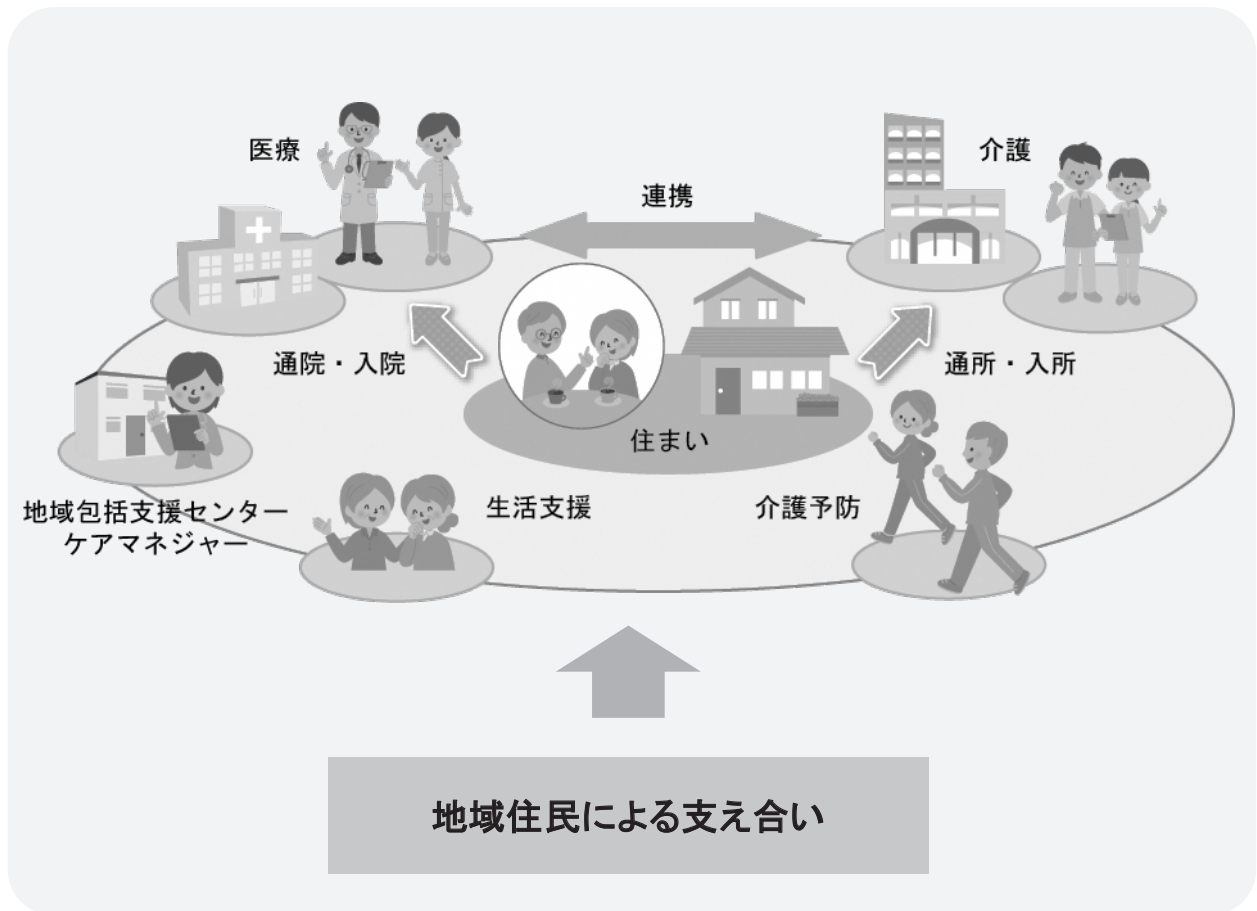 医療
介護
連携
通院・入院
通所・入所
住まい
地域包括支援センター
ケアマネジャー
生活支援
介護予防
地域住民による支え合い